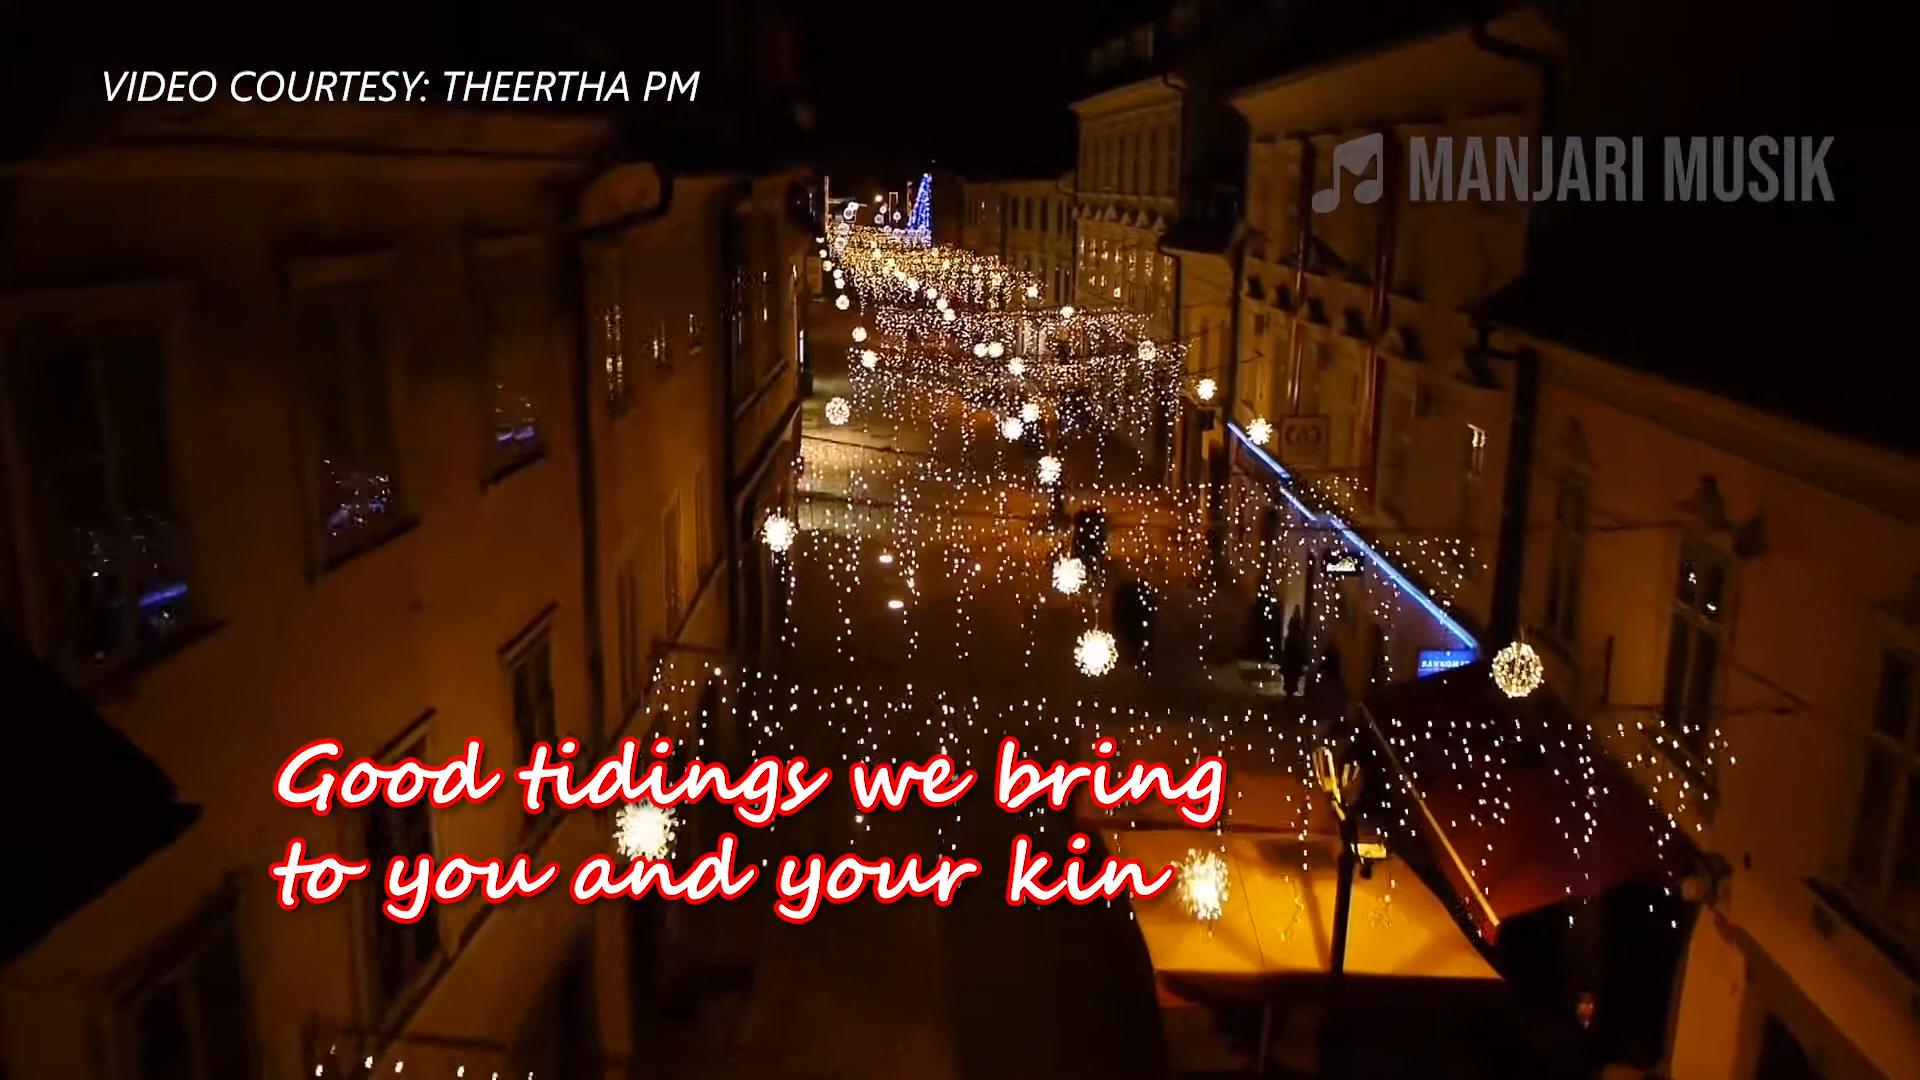 VIDEO COURTESY: THEERTHA PM
MANJARI MUSIK
Good tidings we bring
to you and your kin